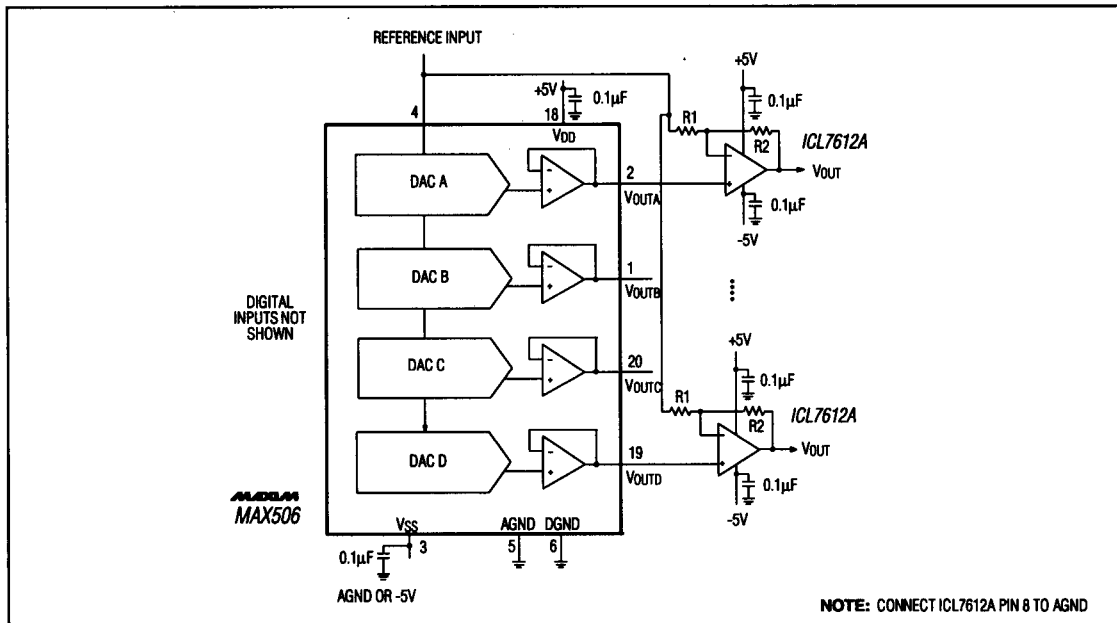 REFERENCE INPUT
+5V
0.1µF
4
18
VDD
+5V
0.1µF
R1
R2
ICL7612A
-
+
VOUT
0.1µF
-5V
DAC A
-
+
2
VOUTA
DAC B
-
+
1
VOUTB
DIGITAL
INPUTS NOT
SHOWN
DAC C
-
+
20
VOUTC
+5V
0.1µF
R1
R2
ICL7612A
-
+
VOUT
0.1µF
-5V
DAC D
-
+
19
VOUTD
MAXIM
MAX506
VSS
AGND
DGND
3
5
6
0.1µF
AGND OR -5V
NOTE: CONNECT ICL7612A PIN 8 TO AGND